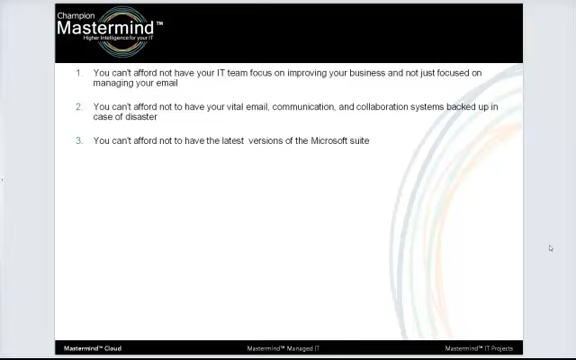 Champion
Mastermind™
Higher Intelligence for your IT
1. You can't afford not have your IT team focus on improving your business and not just focused on
managing your email
2. You can't afford not to have your vital email, communication, and collaboration systems backed up in
case of disaster
3. You can't afford not to have the latest versions of the Microsoft suite
Mastermind™ Cloud
Mastermind™ Managed IT
Mastermind™ IT Projects